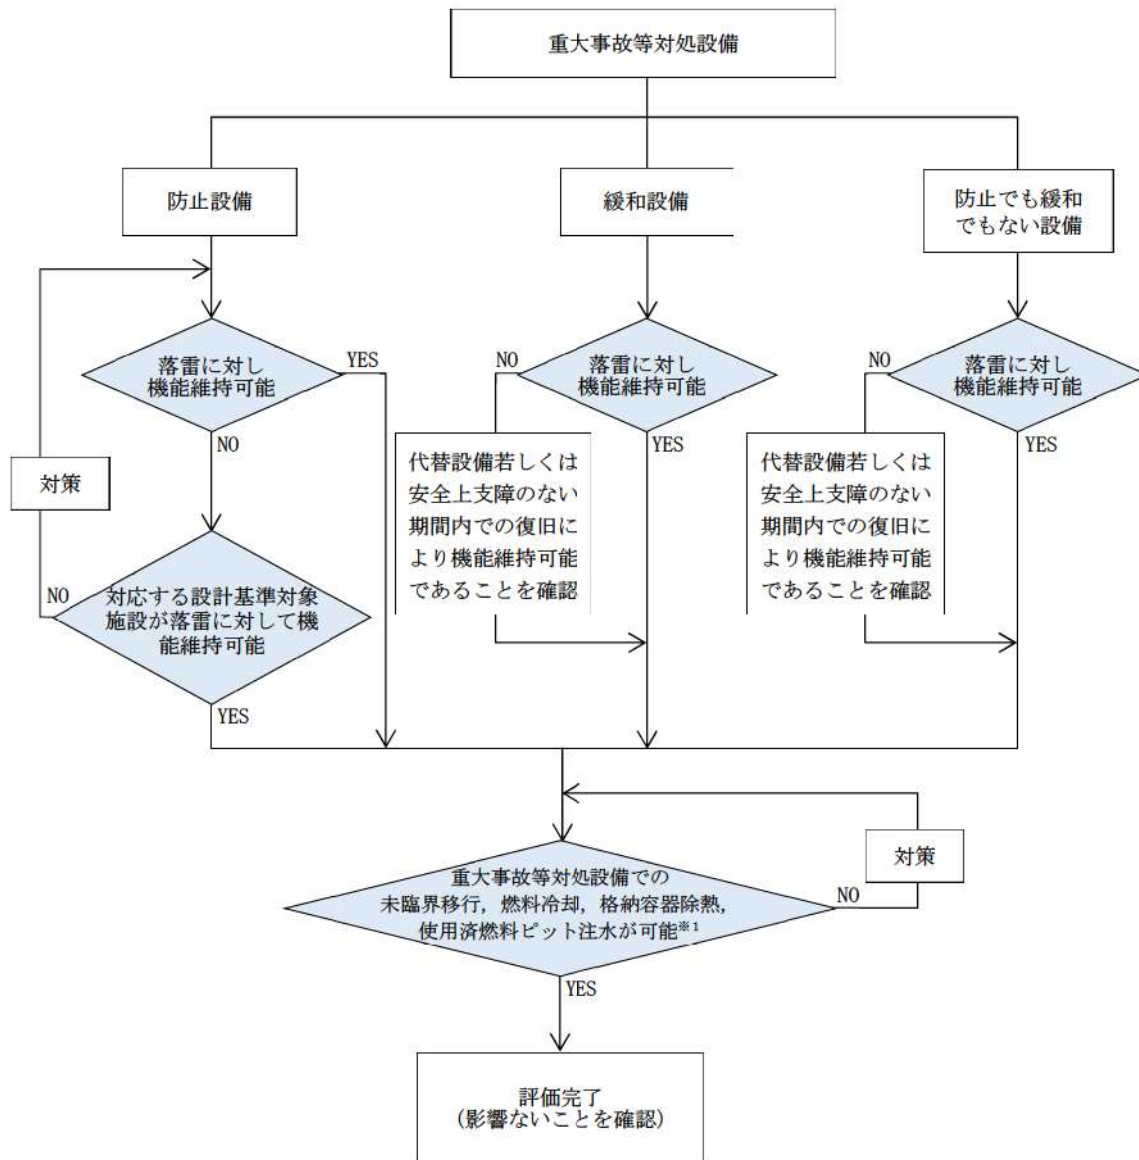 重大事故等対処設備
防止設備
緩和設備
防止でも緩和
でもない設備
落雷に対し
機能維持可能
YES
NO
落雷に対し
機能維持可能
NO
YES
落雷に対し
機能維持可能
NO
YES
対策
代替設備若しくは
安全上支障のない
期間内での復旧に
より機能維持可能
であることを確認
代替設備若しくは
安全上支障のない
期間内での復旧に
より機能維持可能
であることを確認
対応する設計基準対象
施設が落雷に対して機
能維持可能
NO
YES
対策
重大事故等対処設備での
未臨界移行，燃料冷却，格納容器除熱，
使用済燃料ピット注水が可能※1
NO
YES
評価完了
(影響ないことを確認)